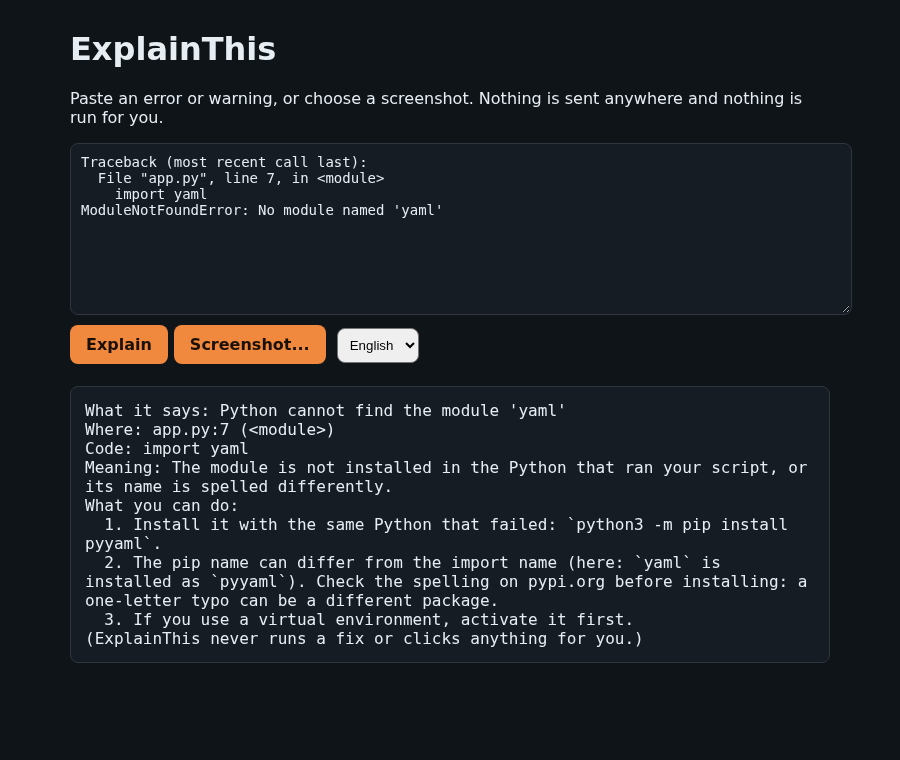 ExplainThis
Paste an error or warning, or choose a screenshot. Nothing is sent anywhere and nothing is
run for you.
Traceback (most recent call last):
  File "app.py", line 7, in <module>
    import yaml
ModuleNotFoundError: No module named 'yaml'
Explain
Screenshot...
English
What it says: Python cannot find the module 'yaml'
Where: app.py:7 (<module>)
Code: import yaml
Meaning: The module is not installed in the Python that ran your script, or
its name is spelled differently.
What you can do:
  1. Install it with the same Python that failed: `python3 -m pip install
pyyaml`.
  2. The pip name can differ from the import name (here: `yaml` is
installed as `pyyaml`). Check the spelling on pypi.org before installing: a
one-letter typo can be a different package.
  3. If you use a virtual environment, activate it first.
(ExplainThis never runs a fix or clicks anything for you.)